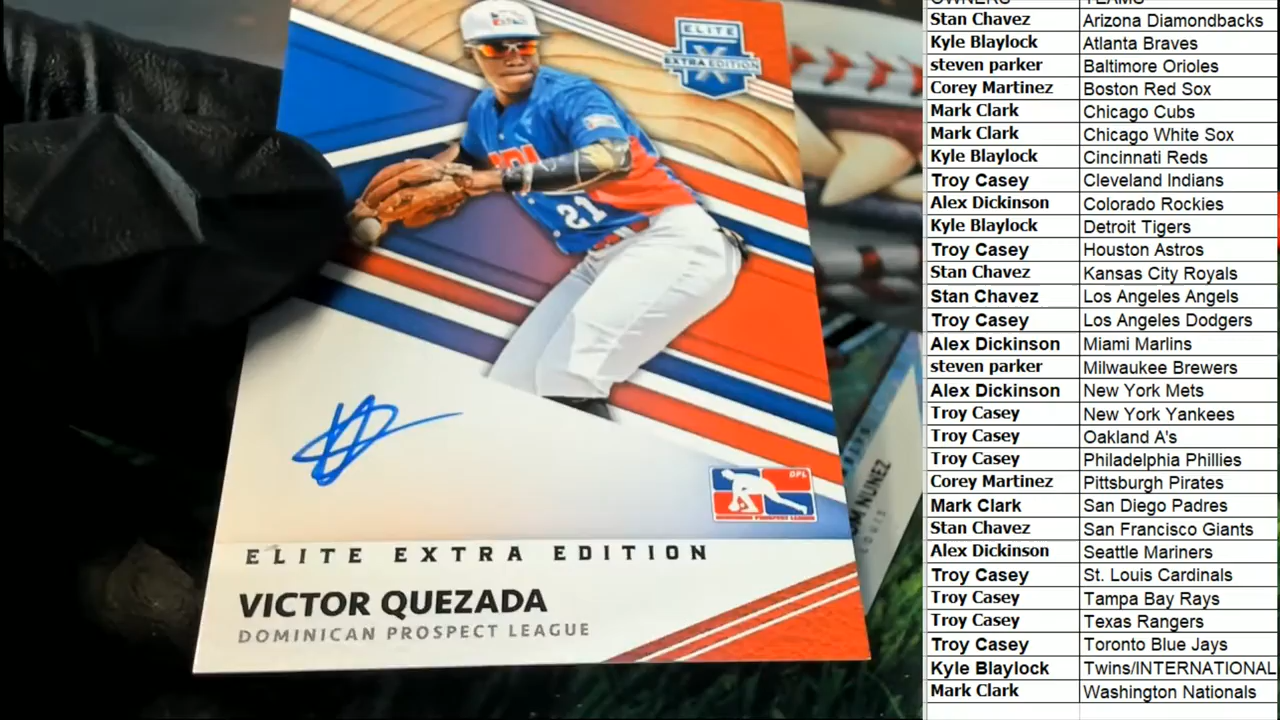 ELITE
EXTRA EDITION
21
DPL
ELITE EXTRA EDITION
VICTOR QUEZADA
DOMINICAN PROSPECT LEAGUE
NUNEZ
Stan Chavez Arizona Diamondbacks
Kyle Blaylock Atlanta Braves
steven parker Baltimore Orioles
Corey Martinez Boston Red Sox
Mark Clark Chicago Cubs
Mark Clark Chicago White Sox
Kyle Blaylock Cincinnati Reds
Troy Casey Cleveland Indians
Alex Dickinson Colorado Rockies
Kyle Blaylock Detroit Tigers
Troy Casey Houston Astros
Stan Chavez Kansas City Royals
Stan Chavez Los Angeles Angels
Troy Casey Los Angeles Dodgers
Alex Dickinson Miami Marlins
steven parker Milwaukee Brewers
Alex Dickinson New York Mets
Troy Casey New York Yankees
Troy Casey Oakland A's
Troy Casey Philadelphia Phillies
Corey Martinez Pittsburgh Pirates
Mark Clark San Diego Padres
Stan Chavez San Francisco Giants
Alex Dickinson Seattle Mariners
Troy Casey St. Louis Cardinals
Troy Casey Tampa Bay Rays
Troy Casey Texas Rangers
Troy Casey Toronto Blue Jays
Kyle Blaylock Twins/INTERNATIONAL
Mark Clark Washington Nationals